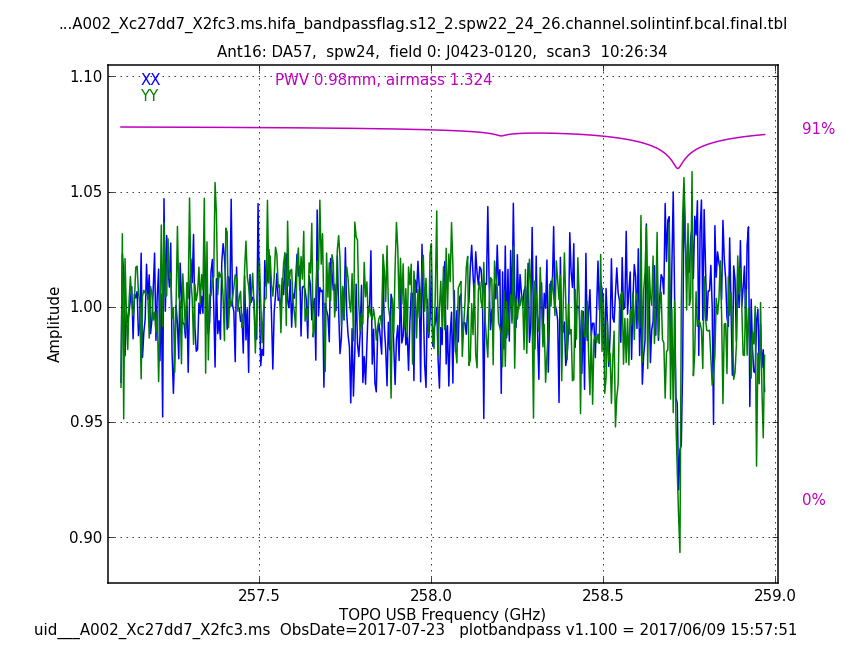 ...A002_Xc27dd7_X2fc3.ms.hifa_bandpassflag.s12_2.spw22_24_26.channel.solintinf.bcal.final.tbl
Ant16: DA57, spw24, field 0: J0423-0120, scan3 10:26:34
XX
YY
PWV 0.98mm, airmass 1.324
91%
0%
1.10
1.05
1.00
0.95
0.90
Amplitude
257.5
258.0
258.5
259.0
TOPO USB Frequency (GHz)
uid___A002_Xc27dd7_X2fc3.ms ObsDate=2017-07-23 plotbandpass v1.100 = 2017/06/09 15:57:51